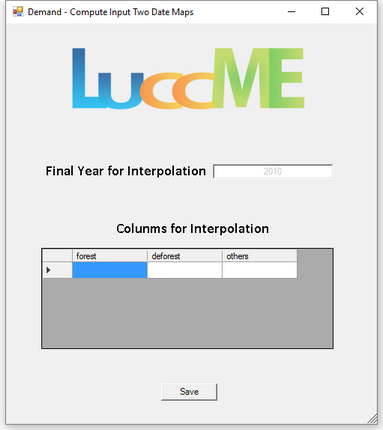 Demand - Compute Input Two Date Maps
LuccME
Final Year for Interpolation 2010
Colunms for Interpolation
forest deforest others
Save